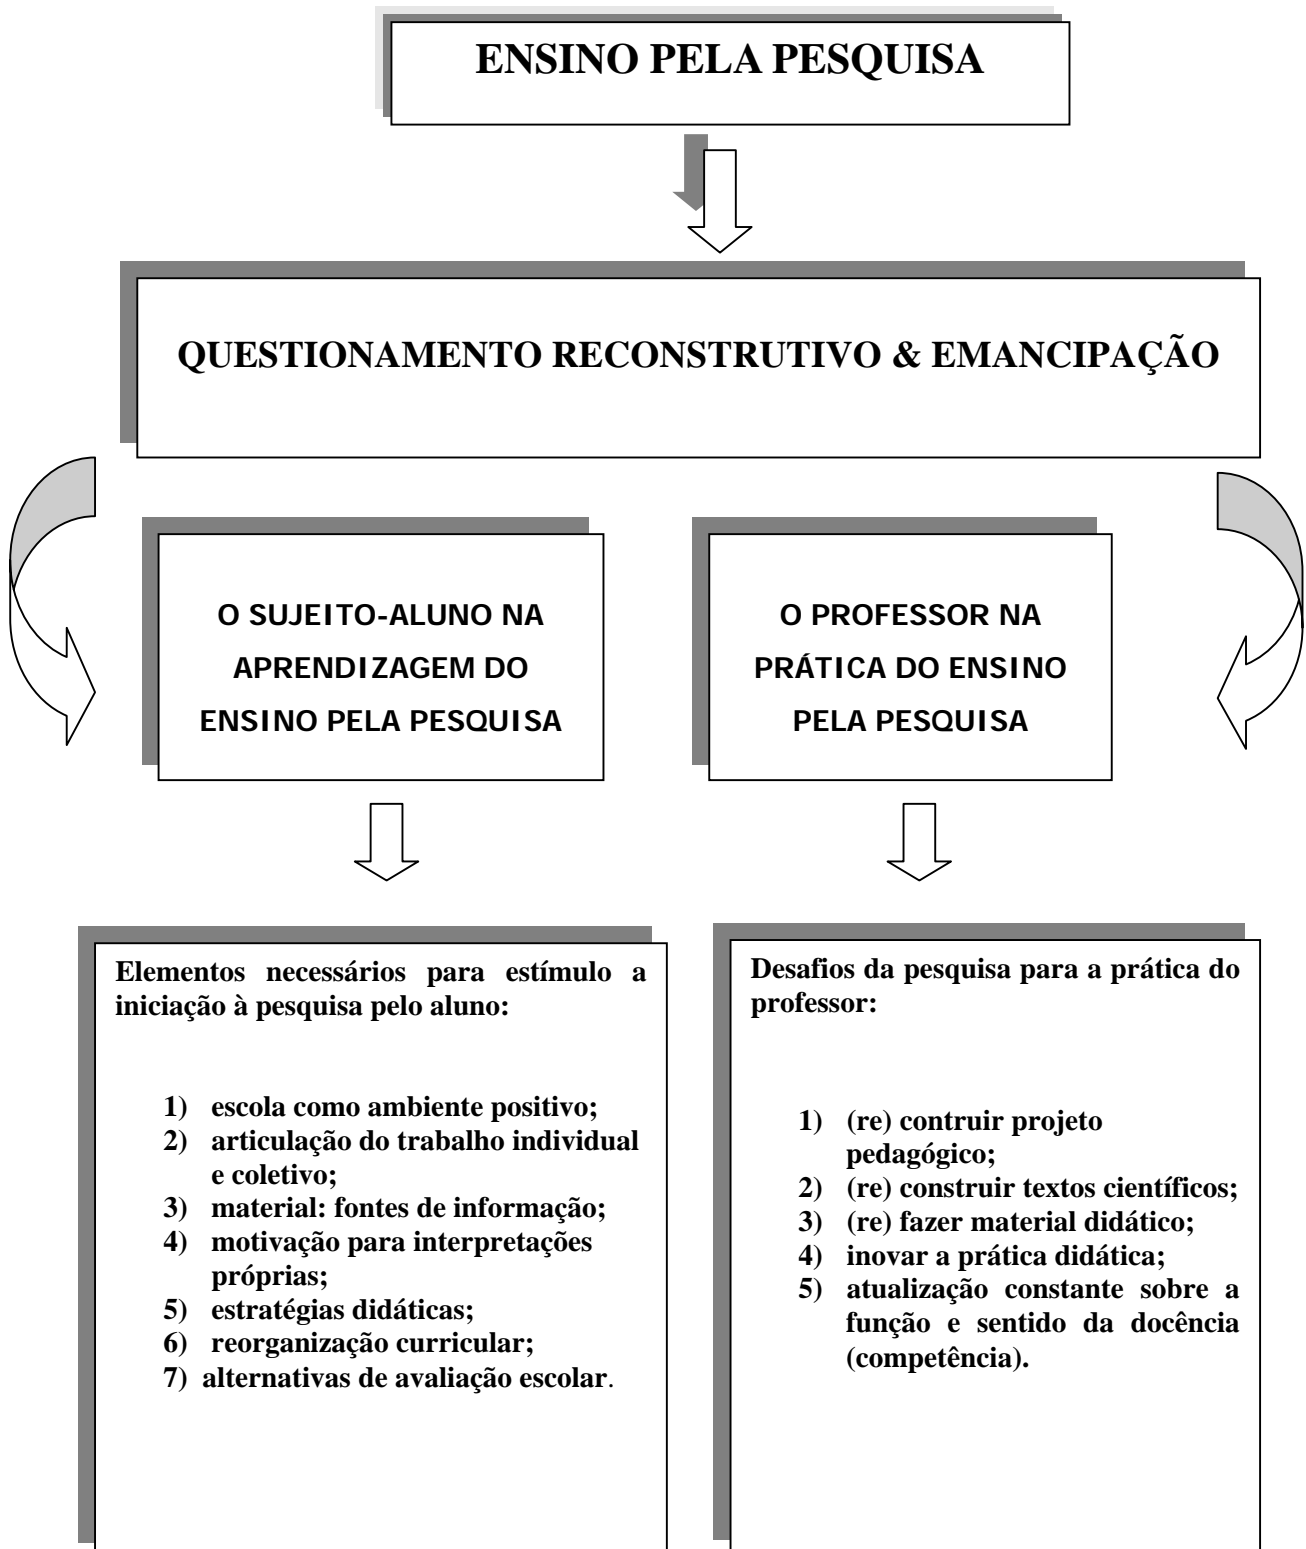 ENSINO PELA PESQUISA
QUESTIONAMENTO RECONSTRUTIVO & EMANCIPAÇÃO
O SUJEITO-ALUNO NA
APRENDIZAGEM DO
ENSINO PELA PESQUISA
O PROFESSOR NA
PRÁTICA DO ENSINO
PELA PESQUISA
Elementos necessários para estímulo a
iniciação à pesquisa pelo aluno:
1) escola como ambiente positivo;
2) articulação do trabalho individual
e coletivo;
3) material: fontes de informação;
4) motivação para interpretações
próprias;
5) estratégias didáticas;
6) reorganização curricular;
7) alternativas de avaliação escolar.
Desafios da pesquisa para a prática do
professor:
1) (re) contruir projeto
pedagógico;
2) (re) construir textos científicos;
3) (re) fazer material didático;
4) inovar a prática didática;
5) atualização constante sobre a
função e sentido da docência
(competência).